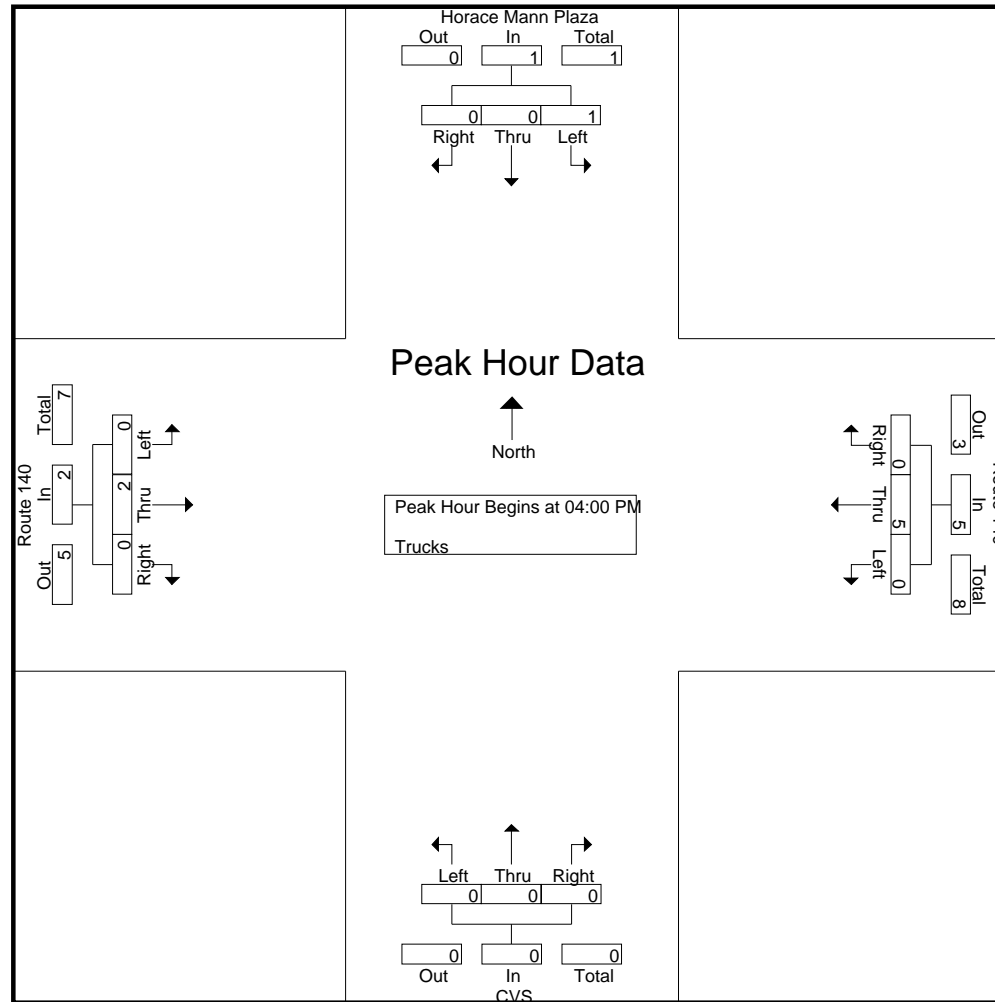 Horace Mann Plaza
Out In Total
0 1 1
0 0 1
Right Thru Left
Peak Hour Data
North
Peak Hour Begins at 04:00 PM
Trucks
Route 140
Total In Out
7 2 5
0 2 0
Left Thru Right
Out In Total
3 5 8
0 5 0
Right Thru Left
Left Thru Right
0 0 0
0 0 0
Out In Total
CVS